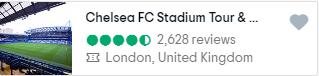 Chelsea FC Stadium Tour & ...
2,628 reviews
London, United Kingdom